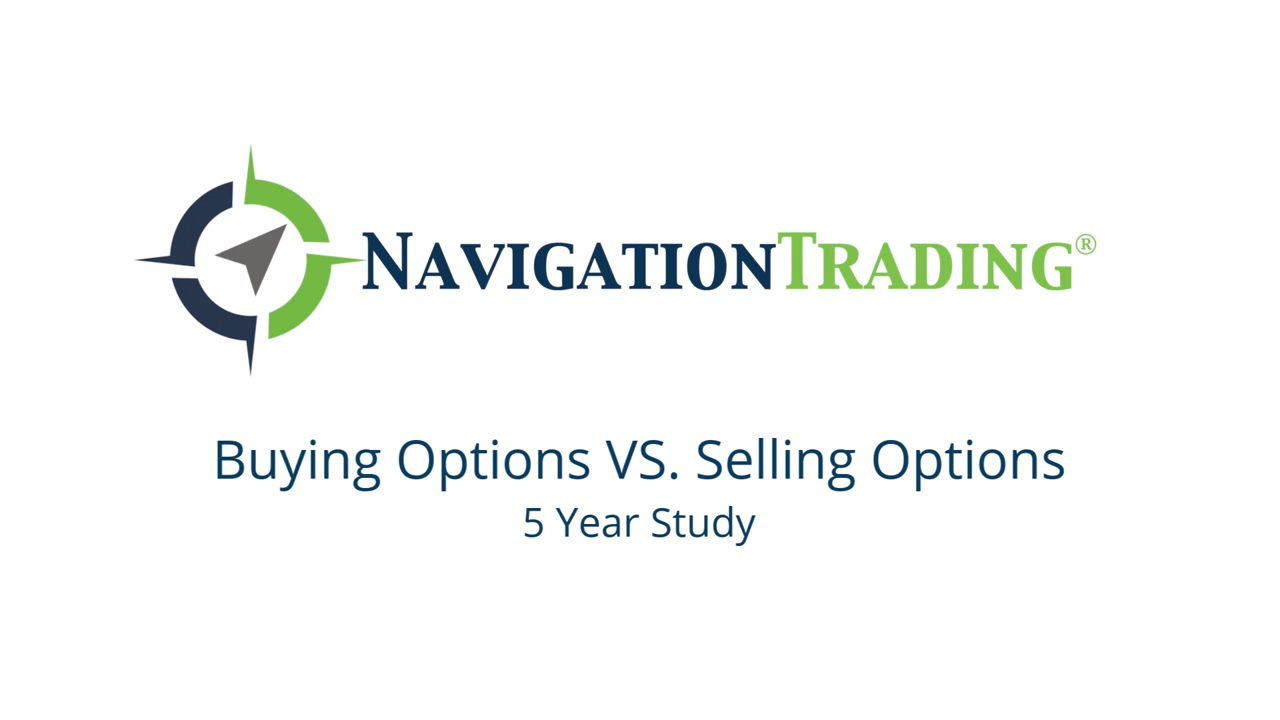 NAVIGATIONTRADING®
Buying Options VS. Selling Options
5 Year Study